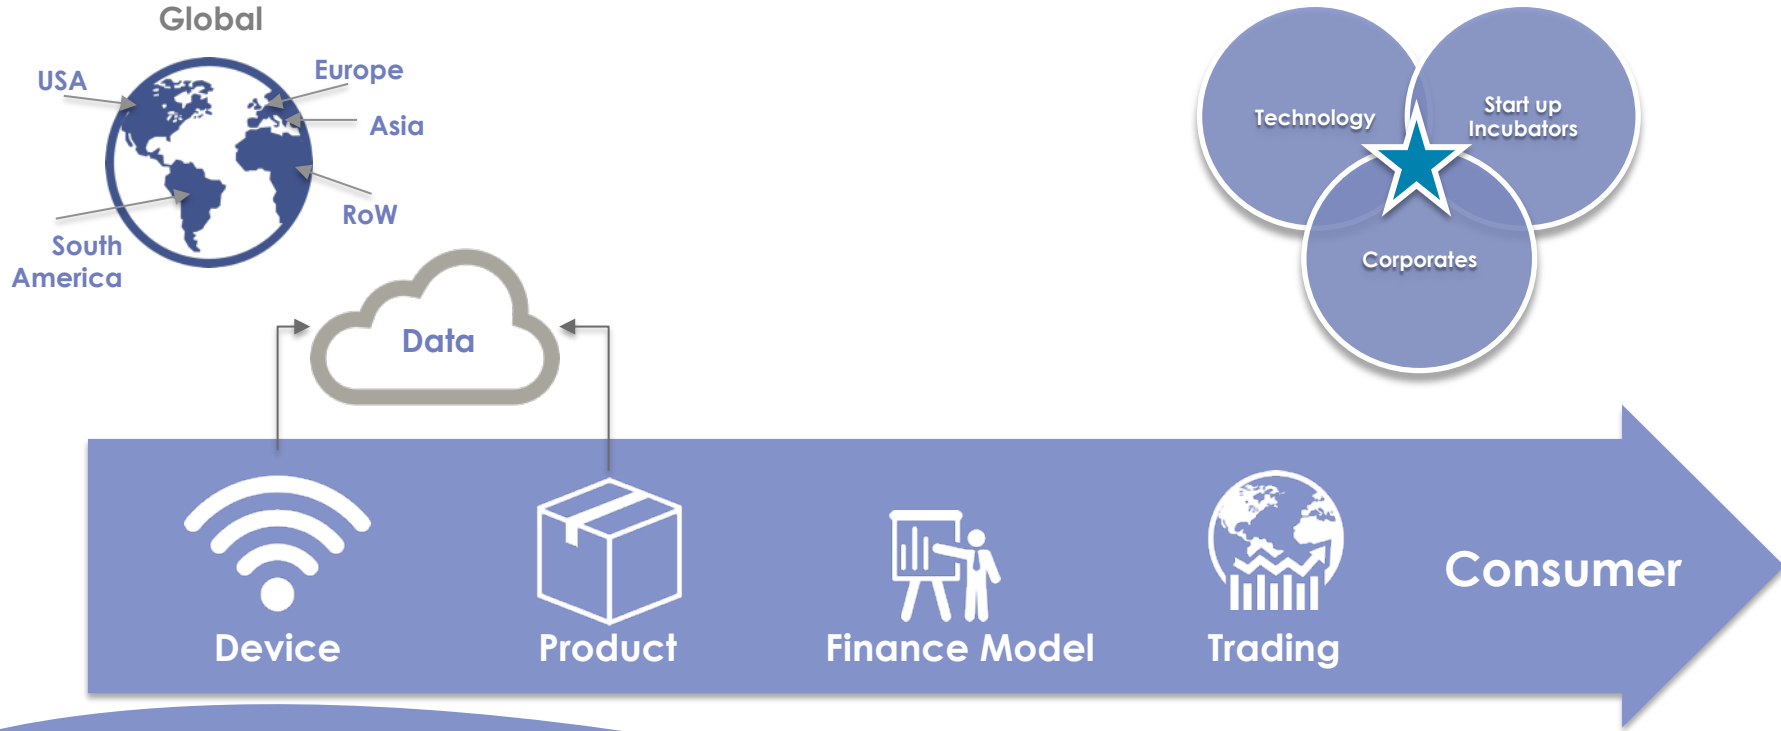 Global
USA
Europe
Asia
RoW
South
America
Technology
Start up
Incubators
Corporates
Data
Device
Product
Finance Model
Trading
Consumer